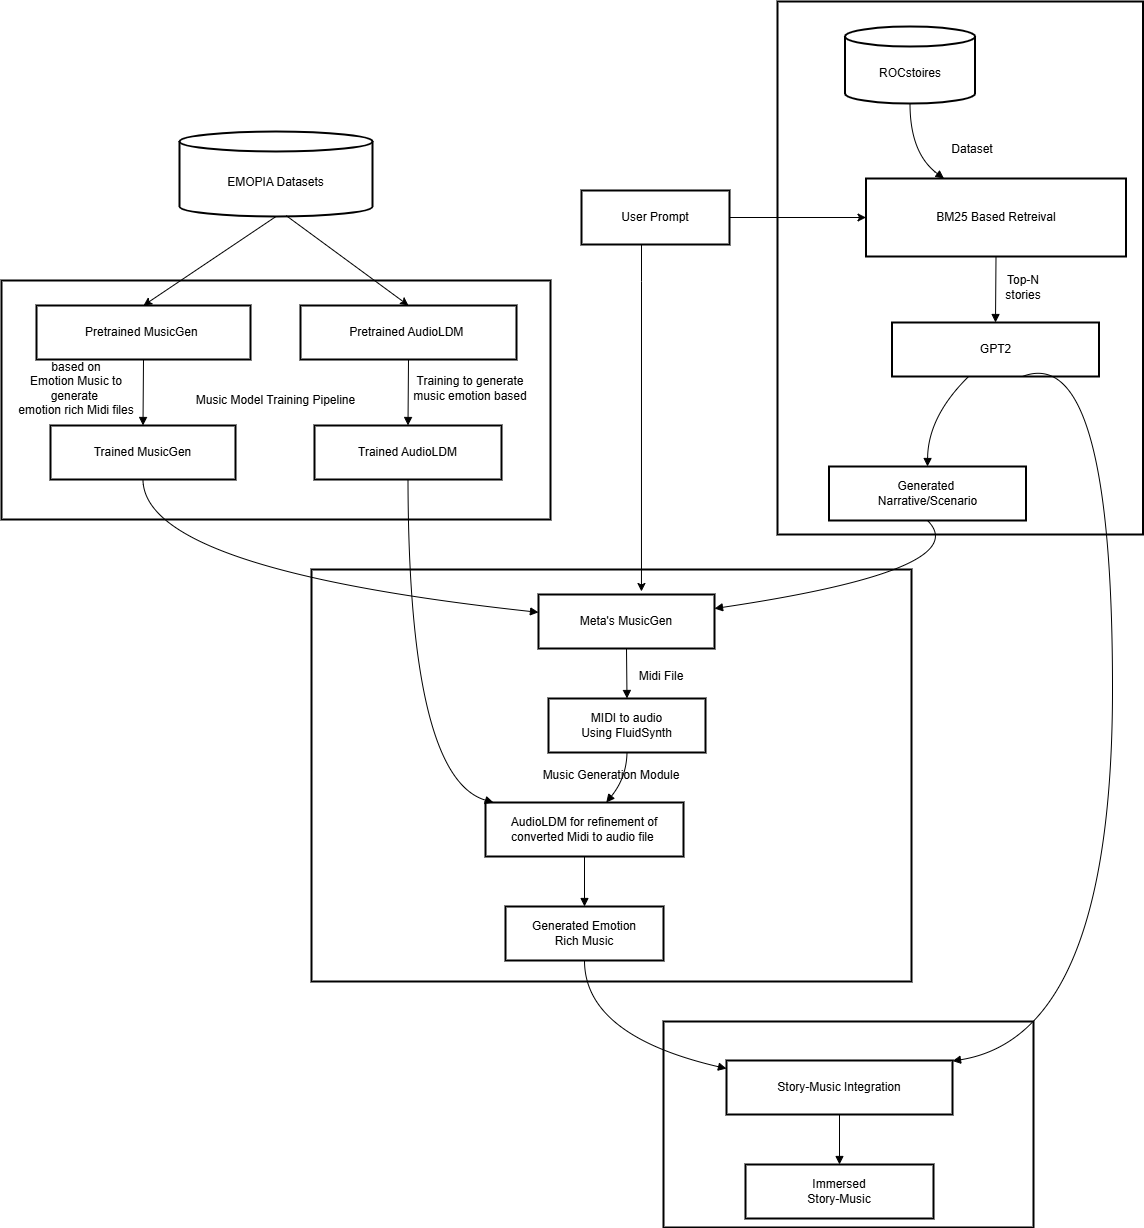 ROCstoires
Dataset
EMOPIA Datasets
User Prompt
BM25 Based Retreival
Top-N
stories
Pretrained MusicGen
Pretrained AudioLDM
GPT2
based on
Emotion Music to
generate
emotion rich Midi files
Music Model Training Pipeline
Training to generate
music emotion based
Trained MusicGen
Trained AudioLDM
Generated
Narrative/Scenario
Meta's MusicGen
Midi File
MIDI to audio
Using FluidSynth
Music Generation Module
AudioLDM for refinement of
converted Midi to audio file
Generated Emotion
Rich Music
Story-Music Integration
Immersed
Story-Music